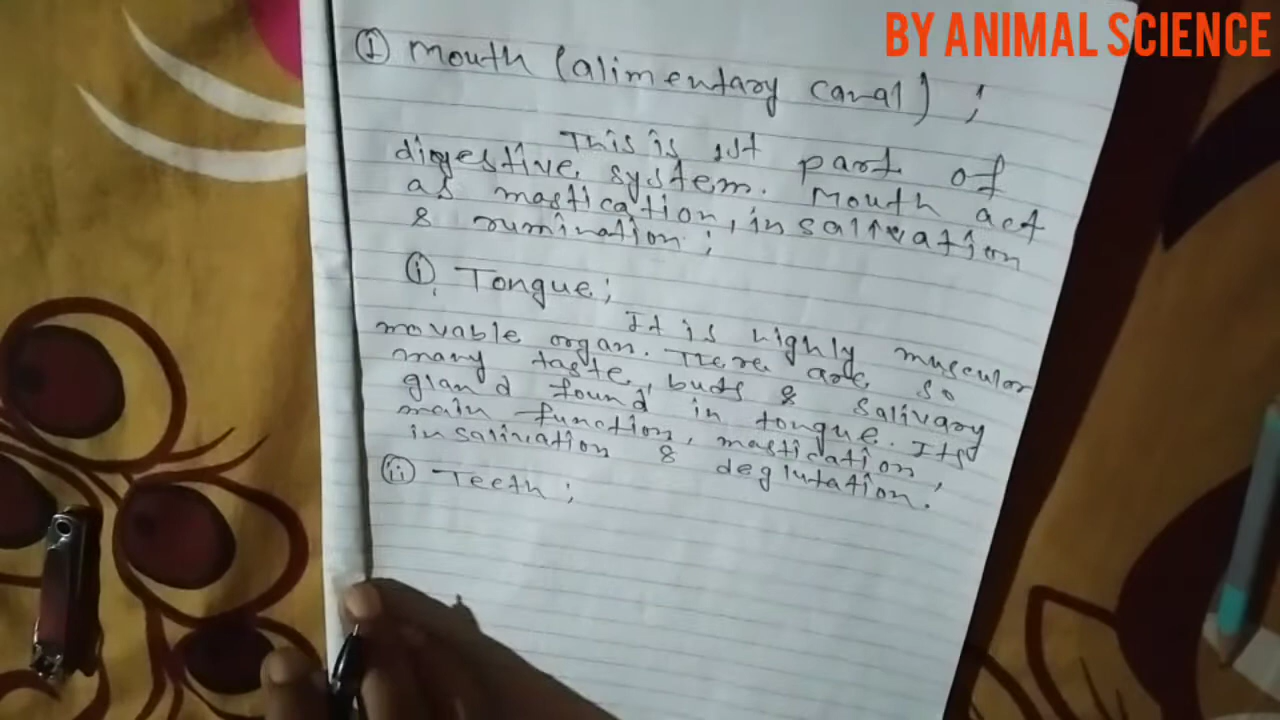 BY ANIMAL SCIENCE
① Mouth (alimentary canal) ;
This is 1st part of
digestive system. Mouth act
as mastication, insalivation
& rumination ;
(i) Tongue ;
It is highly muscular
movable organ. There are so
many taste buds & salivary
gland found in tongue. Its
main function, mastication,
insalivation & deglutation.
(ii) Teeth ;